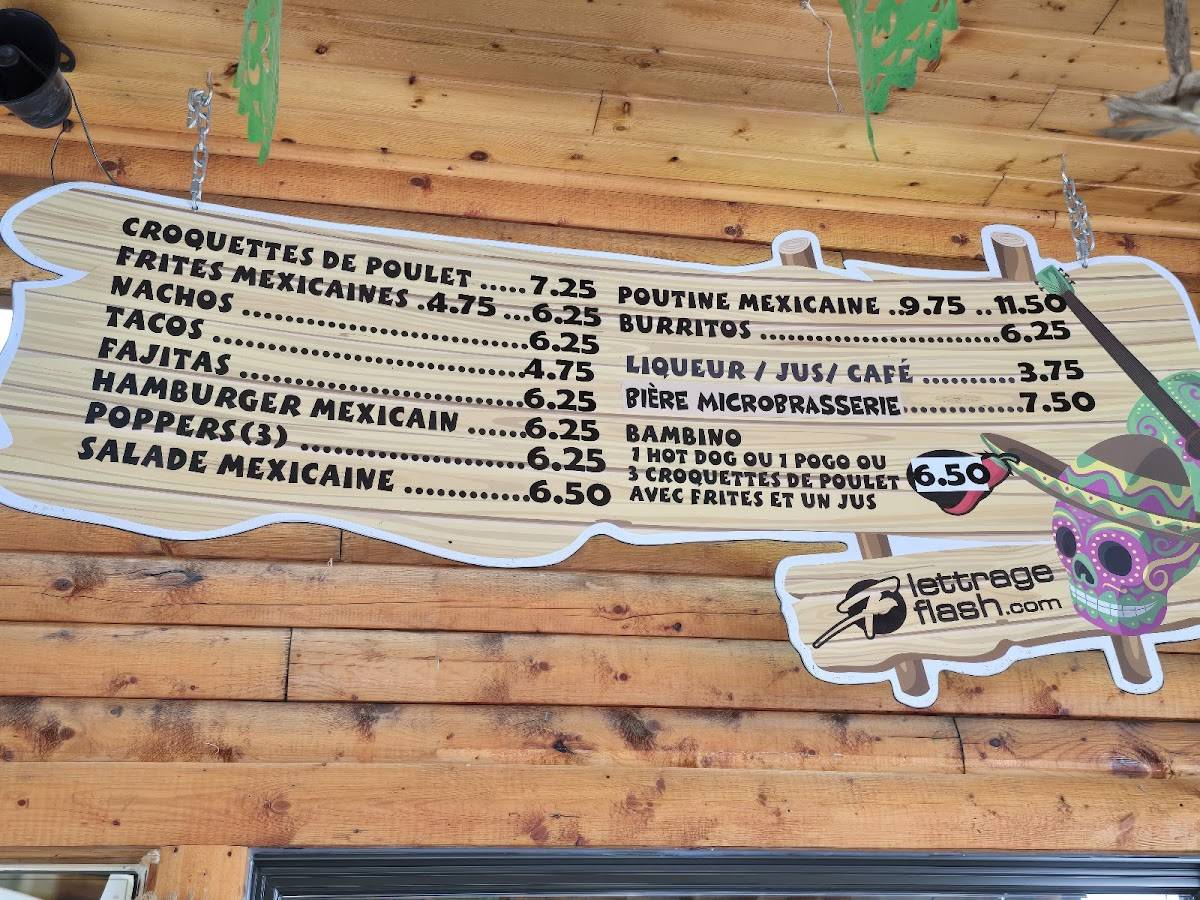 CROQUETTES DE POULET ......7.25
FRITES MEXICAINES .4.75 ...6.25
NACHOS ..............................6.25
TACOS .................................4.75
FAJITAS ..............................6.25
HAMBURGER MEXICAIN ......6.25
POPPERS(3) ........................6.25
SALADE MEXICAINE .............6.50
POUTINE MEXICAINE ..9.75 ..11.50
BURRITOS ............................6.25
LIQUEUR / JUS/ CAFÉ ..........3.75
BIÈRE MICROBRASSERIE.............7.50
BAMBINO
1 HOT DOG OU 1 POGO OU
3 CROQUETTES DE POULET 6.50
AVEC FRITES ET UN JUS
lettrage
flash.com